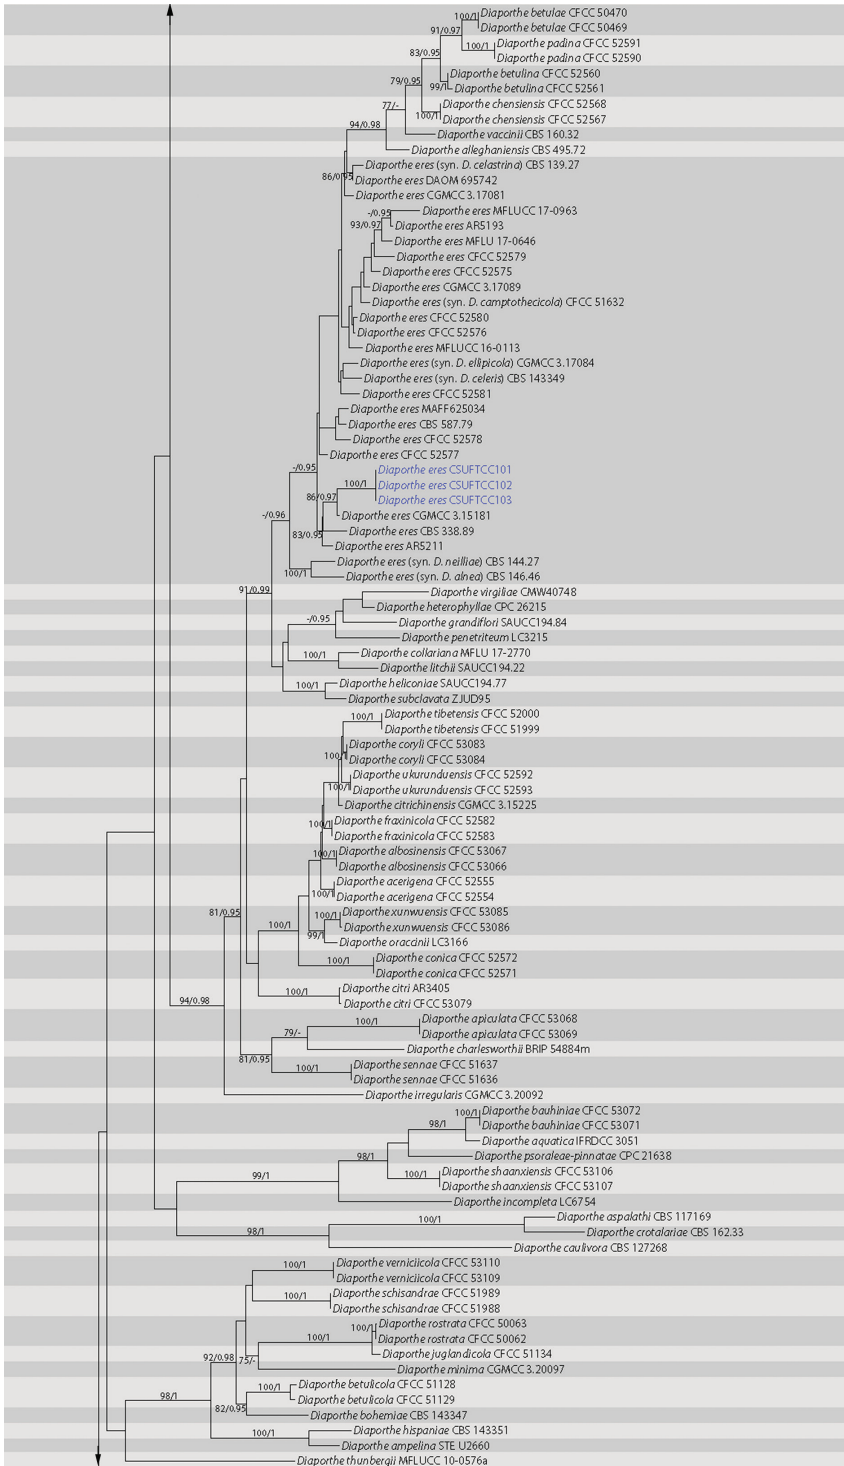 100/1
Diaporthe betulae CFCC 50470
Diaporthe betulae CFCC 50469
91/0.97
100/1
Diaporthe padina CFCC 52591
Diaporthe padina CFCC 52590
83/0.95
Diaporthe betulina CFCC 52560
99/1
Diaporthe betulina CFCC 52561
79/0.95
Diaporthe chensiensis CFCC 52568
100/1
Diaporthe chensiensis CFCC 52567
77/-
Diaporthe vaccinii CBS 160.32
94/0.98
Diaporthe alleghaniensis CBS 495.72
Diaporthe eres (syn. D. celastrina) CBS 139.27
86/0.95
Diaporthe eres DAOM 695742
Diaporthe eres CGMCC 3.17081
-/0.95
Diaporthe eres MFLUCC 17-0963
93/0.97
Diaporthe eres AR5193
Diaporthe eres MFLU 17-0646
Diaporthe eres CFCC 52579
Diaporthe eres CFCC 52575
Diaporthe eres CGMCC 3.17089
Diaporthe eres (syn. D. camptothecicola) CFCC 51632
Diaporthe eres CFCC 52580
Diaporthe eres CFCC 52576
Diaporthe eres MFLUCC 16-0113
Diaporthe eres (syn. D. ellipicola) CGMCC 3.17084
Diaporthe eres (syn. D. celeris) CBS 143349
Diaporthe eres CFCC 52581
Diaporthe eres MAFF625034
Diaporthe eres CBS 587.79
Diaporthe eres CFCC 52578
Diaporthe eres CFCC 52577
-/0.95
Diaporthe eres CSUFTCC101
100/1
Diaporthe eres CSUFTCC102
86/0.97
Diaporthe eres CSUFTCC103
-/0.96
Diaporthe eres CGMCC 3.15181
83/0.95
Diaporthe eres CBS 338.89
Diaporthe eres AR5211
Diaporthe eres (syn. D. neilliae) CBS 144.27
100/1
Diaporthe eres (syn. D. alnea) CBS 146.46
91/0.99
Diaporthe virgiliae CMW40748
Diaporthe heterophyllae CPC 26215
-/0.95
Diaporthe grandiflori SAUCC194.84
Diaporthe penetriteum LC3215
Diaporthe collariana MFLU 17-2770
100/1
Diaporthe litchii SAUCC194.22
Diaporthe heliconiae SAUCC194.77
100/1
Diaporthe subclavata ZJUD95
Diaporthe tibetensis CFCC 52000
100/1
Diaporthe tibetensis CFCC 51999
Diaporthe coryli CFCC 53083
100/1
Diaporthe coryli CFCC 53084
Diaporthe ukurunduensis CFCC 52592
100/1
Diaporthe ukurunduensis CFCC 52593
Diaporthe citrichinensis CGMCC 3.15225
Diaporthe fraxinicola CFCC 52582
100/1
Diaporthe fraxinicola CFCC 52583
Diaporthe albosinensis CFCC 53067
100/1
Diaporthe albosinensis CFCC 53066
Diaporthe acerigena CFCC 52555
100/1
Diaporthe acerigena CFCC 52554
81/0.95
Diaporthe xunwuensis CFCC 53085
100/1
100/1
Diaporthe xunwuensis CFCC 53086
99/1
Diaporthe oraccinii LC3166
Diaporthe conica CFCC 52572
100/1
Diaporthe conica CFCC 52571
Diaporthe citri AR3405
100/1
94/0.98
Diaporthe citri CFCC 53079
Diaporthe apiculata CFCC 53068
100/1
79/-
Diaporthe apiculata CFCC 53069
Diaporthe charlesworthii BRIP 54884m
81/0.95
Diaporthe sennae CFCC 51637
100/1
Diaporthe sennae CFCC 51636
Diaporthe irregularis CGMCC 3.20092
Diaporthe bauhiniae CFCC 53072
100/1
98/1
Diaporthe bauhiniae CFCC 53071
Diaporthe aquatica IFRDCC 3051
98/1
Diaporthe psoraleae-pinnatae CPC 21638
99/1
Diaporthe shaanxiensis CFCC 53106
100/1
Diaporthe shaanxiensis CFCC 53107
Diaporthe incompleta LC6754
100/1
Diaporthe aspalathi CBS 117169
98/1
Diaporthe crotalariae CBS 162.33
Diaporthe caulivora CBS 127268
Diaporthe verniciicola CFCC 53110
100/1
Diaporthe verniciicola CFCC 53109
Diaporthe schisandrae CFCC 51989
100/1
Diaporthe schisandrae CFCC 51988
Diaporthe rostrata CFCC 50063
100/1
100/1
Diaporthe rostrata CFCC 50062
92/0.98
75/-
Diaporthe juglandicola CFCC 51134
Diaporthe minima CGMCC 3.20097
Diaporthe betulicola CFCC 51128
100/1
98/1
Diaporthe betulicola CFCC 51129
82/0.95
Diaporthe bohemiae CBS 143347
Diaporthe hispaniae CBS 143351
100/1
Diaporthe ampelina STE U2660
Diaporthe thunbergii MFLUCC 10-0576a